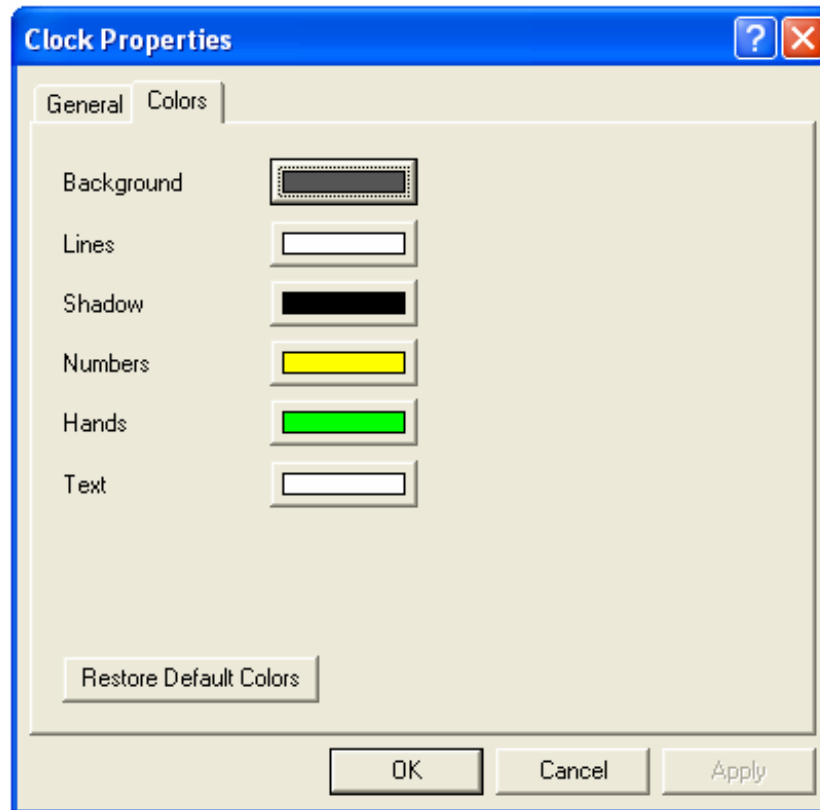 Clock Properties
?
General Colors
Background
Lines
Shadow
Numbers
Hands
Text
Restore Default Colors
OK Cancel Apply